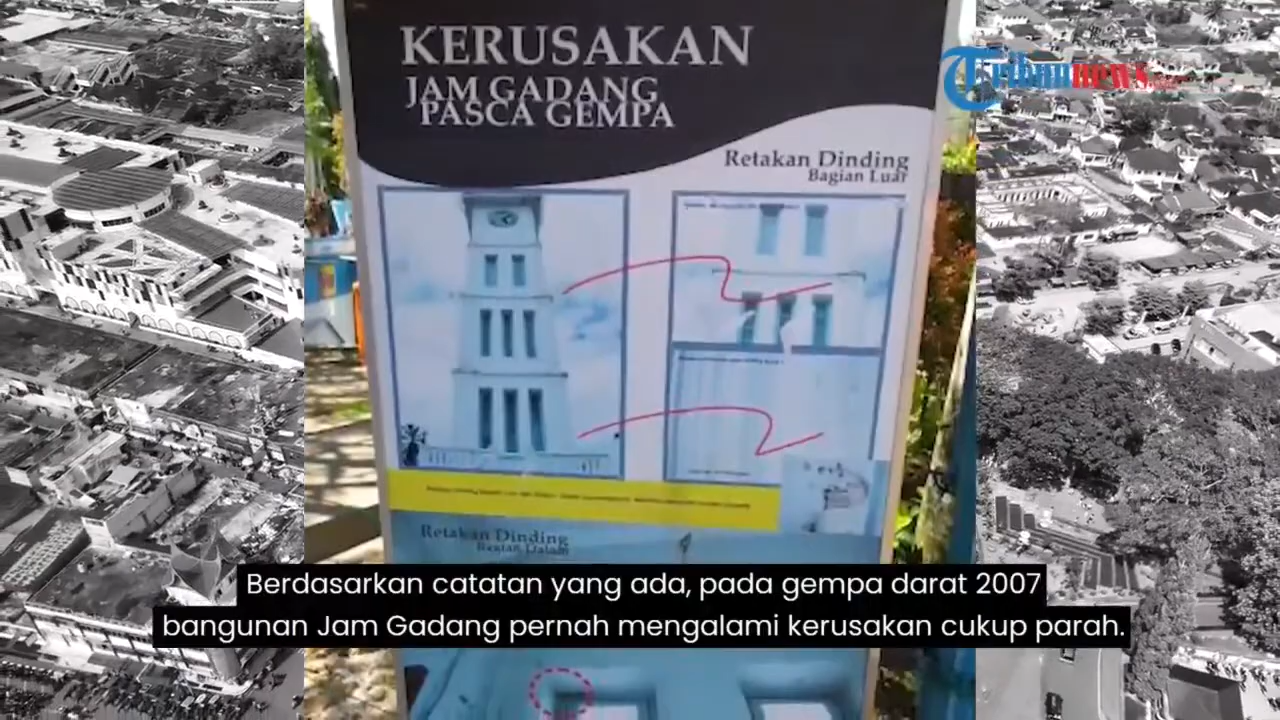 KERUSAKAN
JAM GADANG
PASCA GEMPA
Tribunnews
Retakan Dinding
Bagian Luar
Retakan Dinding
Bagian Dalam
Berdasarkan catatan yang ada, pada gempa darat 2007
bangunan Jam Gadang pernah mengalami kerusakan cukup parah.